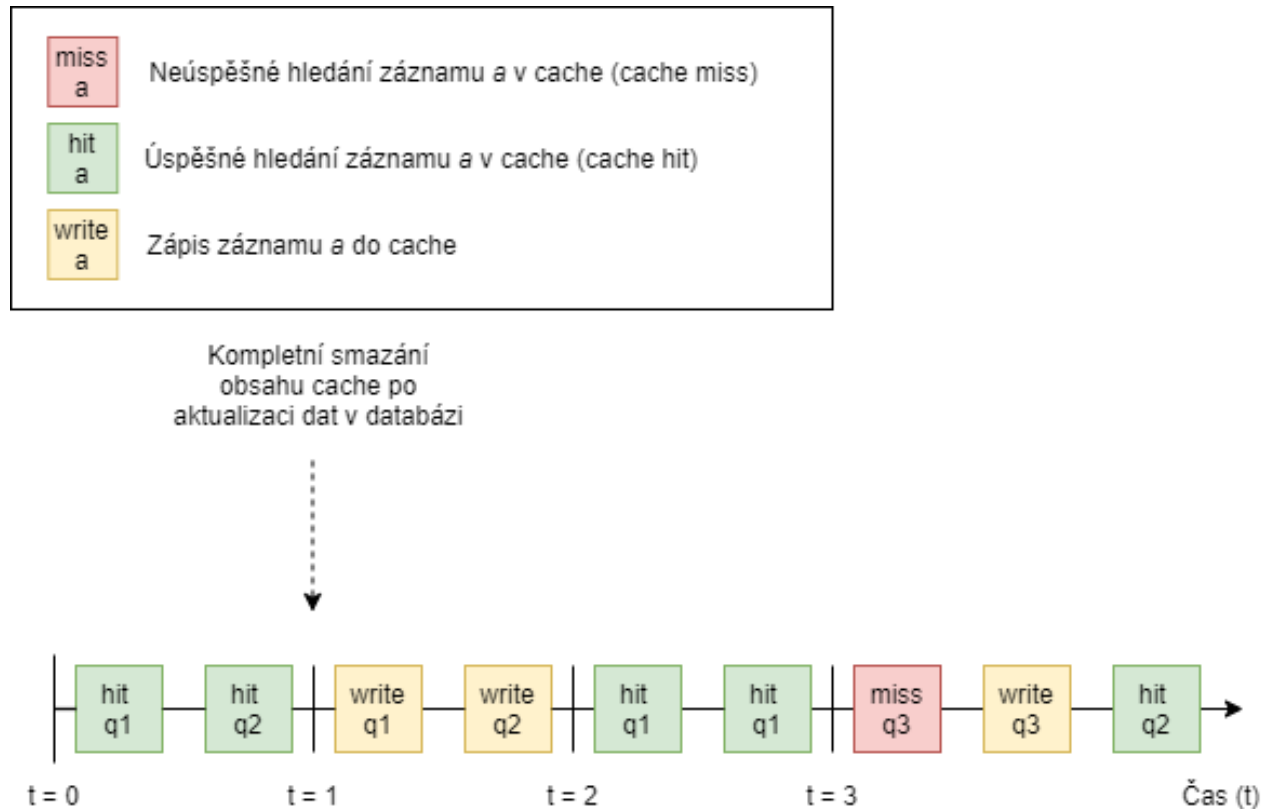 miss
a
Neúspěšné hledání záznamu a v cache (cache miss)
hit
a
Úspěšné hledání záznamu a v cache (cache hit)
write
a
Zápis záznamu a do cache
Kompletní smazání
obsahu cache po
aktualizaci dat v databázi
hit
q1
hit
q2
write
q1
write
q2
hit
q1
hit
q1
miss
q3
write
q3
hit
q2
t = 0
t = 1
t = 2
t = 3
Čas (t)